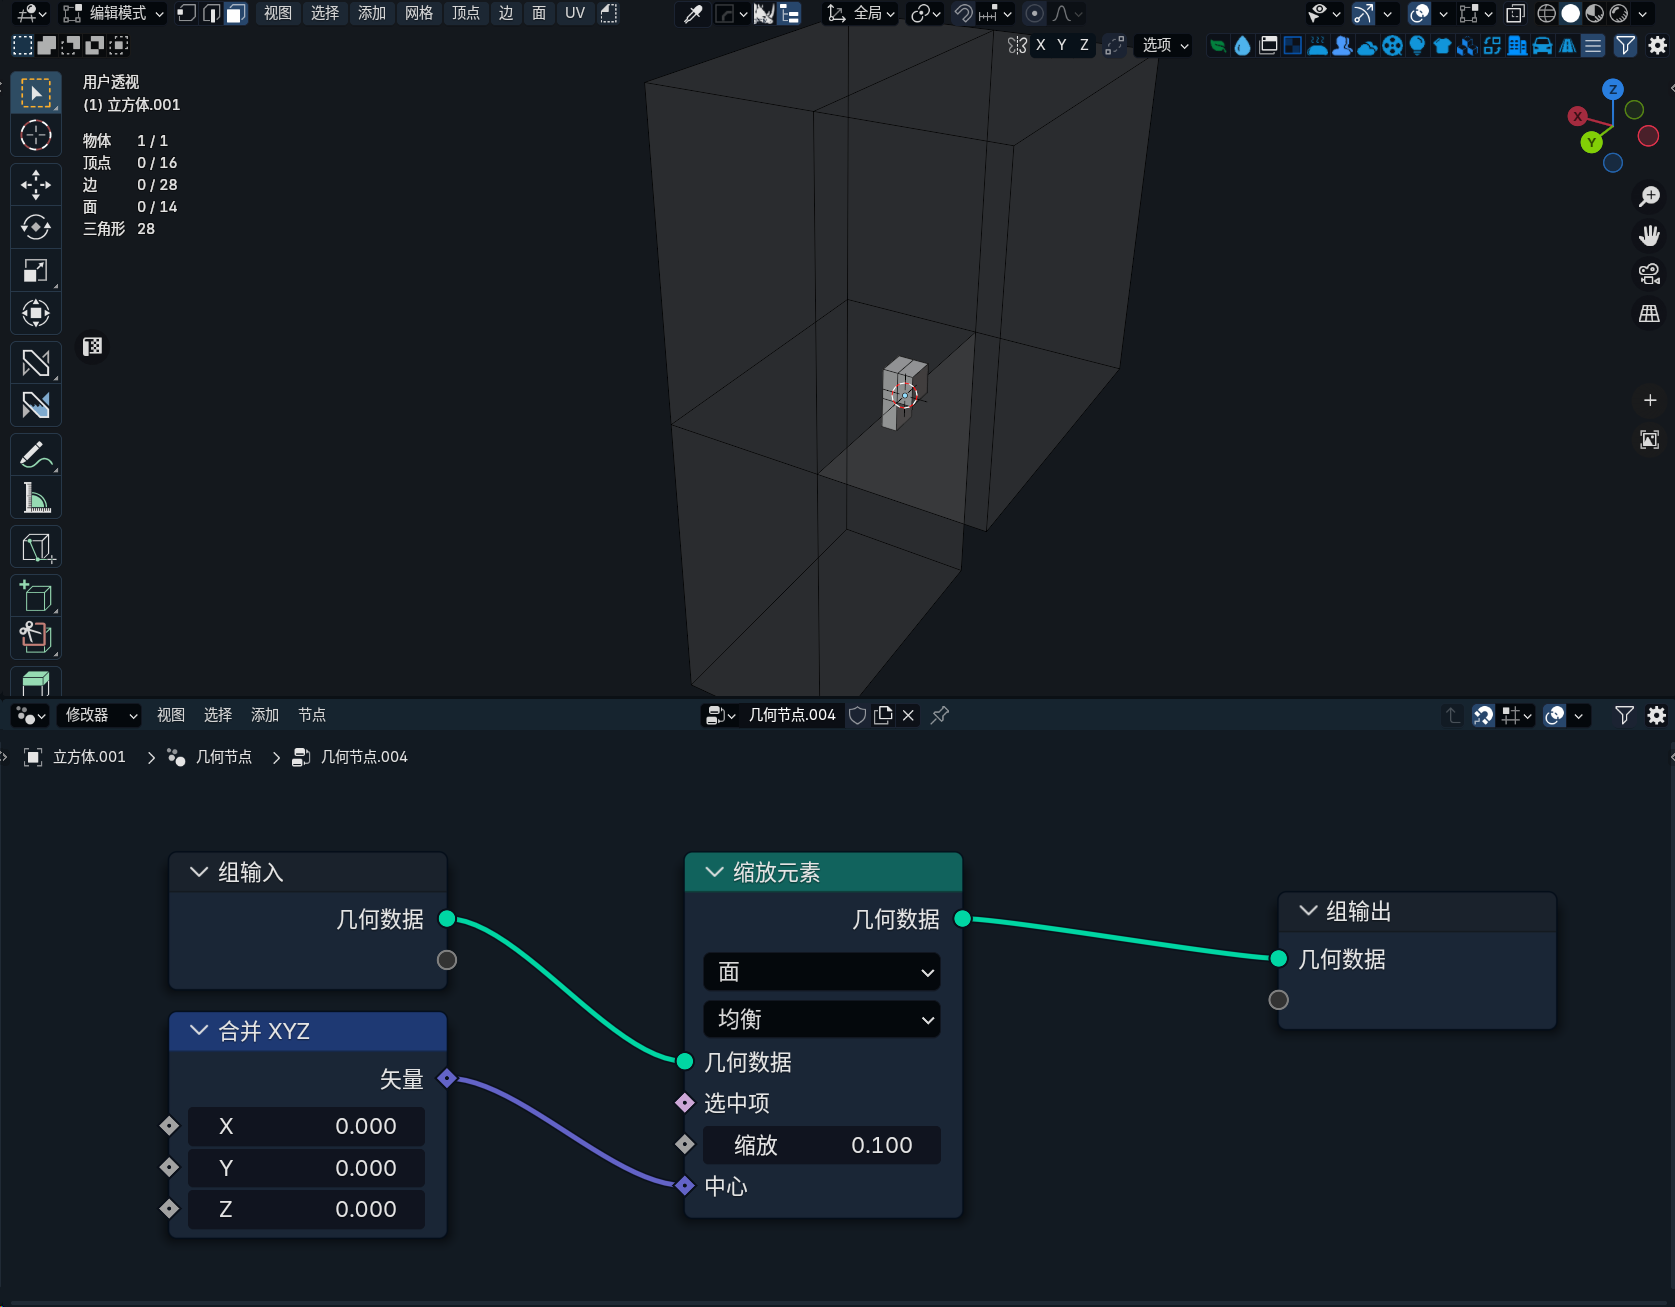 编辑模式 视图 选择 添加 网格 顶点 边 面 UV 全局
X Y Z 选项
用户透视
(1) 立方体.001
物体 1 / 1
顶点 0 / 16
边 0 / 28
面 0 / 14
三角形 28
Z
X
Y
修改器 视图 选择 添加 节点 几何节点.004
立方体.001 几何节点 几何节点.004
组输入
几何数据
合并 XYZ
矢量
X 0.000
Y 0.000
Z 0.000
缩放元素
几何数据
面
均衡
几何数据
选中项
缩放 0.100
中心
组输出
几何数据